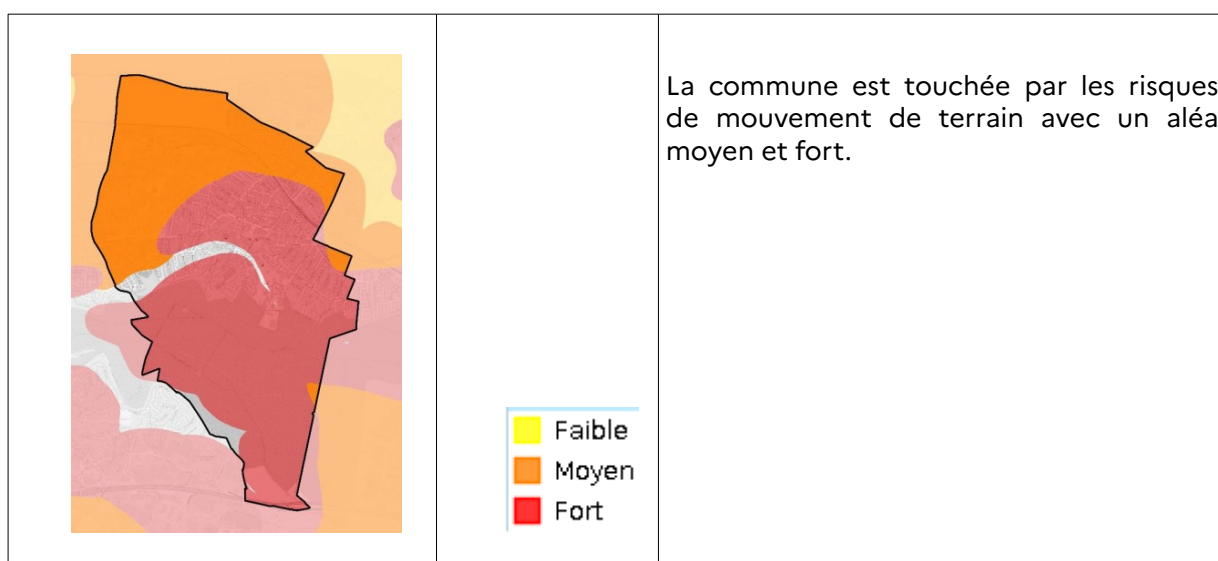 La commune est touchée par les risques
de mouvement de terrain avec un aléa
moyen et fort.
Faible
Moyen
Fort